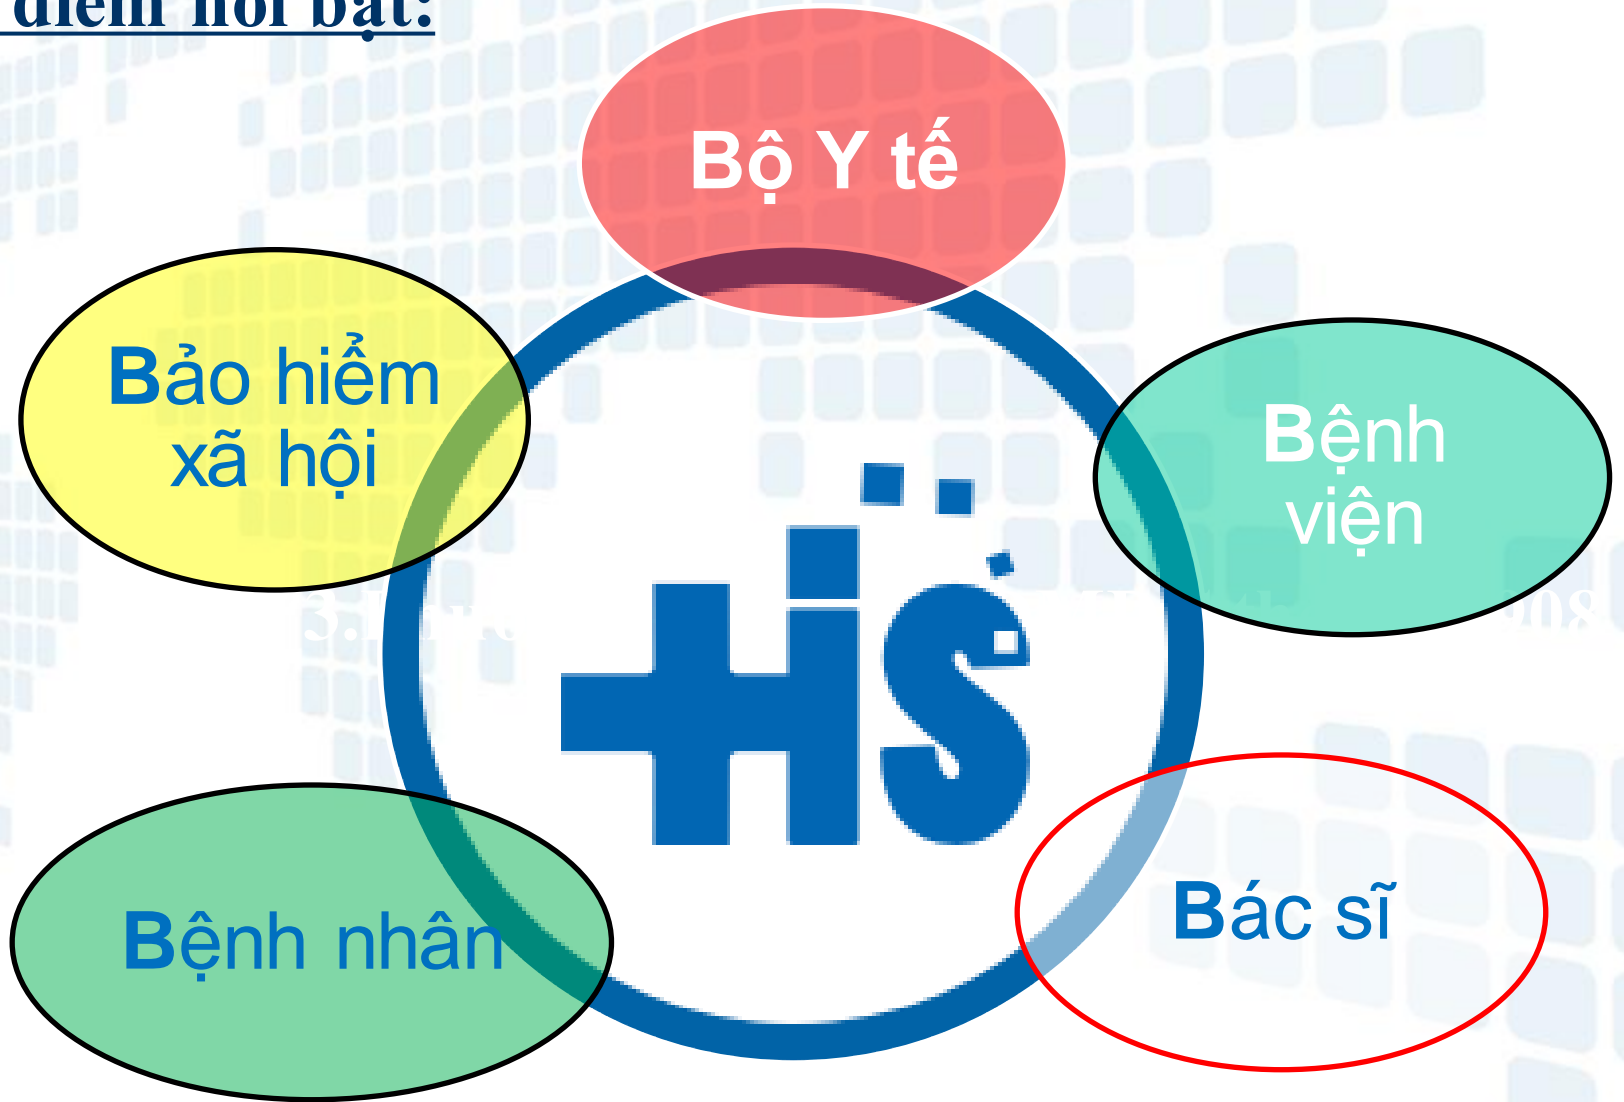 điểm nổi bật:
Bộ Y tế
Bảo hiểm
xã hội
Bệnh
viện
HiS
Bệnh nhân
Bác sĩ